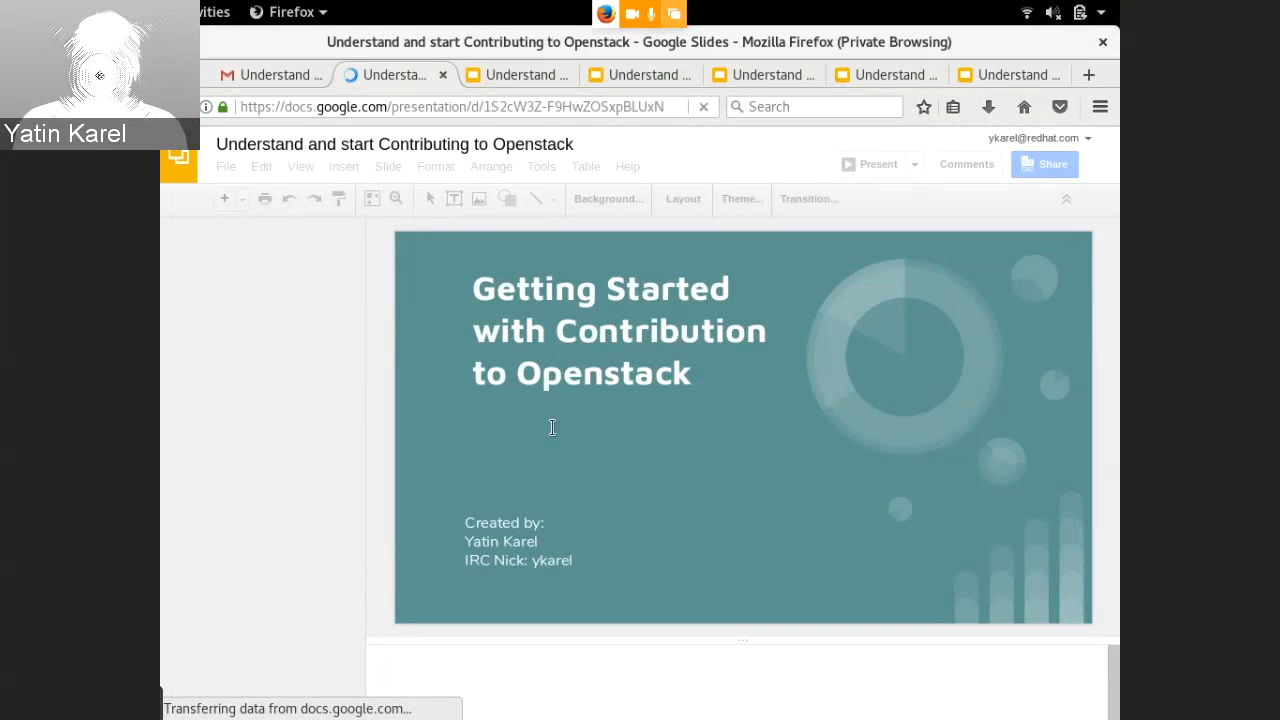 vities Firefox
Understand and start Contributing to Openstack - Google Slides - Mozilla Firefox (Private Browsing)
Understand ... Understa... Understand ... Understand ... Understand ... Understand ... Understand ...
https://docs.google.com/presentation/d/1S2cW3Z-F9HwZOSxpBLUxN Search
Yatin Karel
Understand and start Contributing to Openstack
ykarel@redhat.com
File Edit View Insert Slide Format Arrange Tools Table Help
Present Comments Share
Background... Layout Theme... Transition...
Getting Started
with Contribution
to Openstack
Created by:
Yatin Karel
IRC Nick: ykarel
Transferring data from docs.google.com...